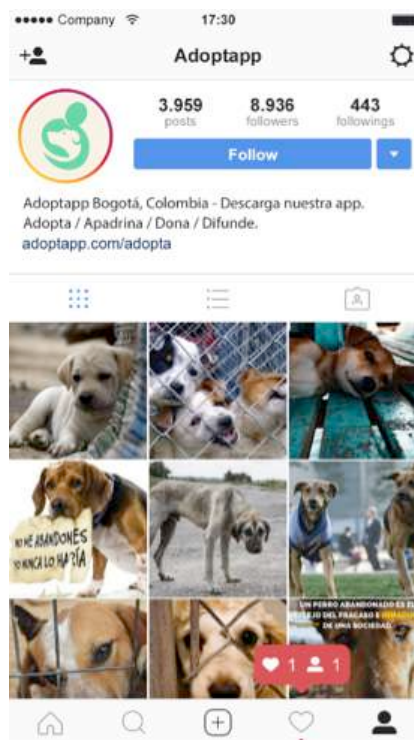 Company
17:30
Adoptapp
3.959 8.936 443
posts followers followings
Follow
Adoptapp Bogotá, Colombia - Descarga nuestra app.
Adopta / Apadrina / Dona / Difunde.
adoptapp.com/adopta
NO ME ABANDONES
YO NUNCA LO HARÍA
UN PERRO ABANDONADO ES EL
DEL FRACASO E
DE UNA SOCIEDAD.
1 1